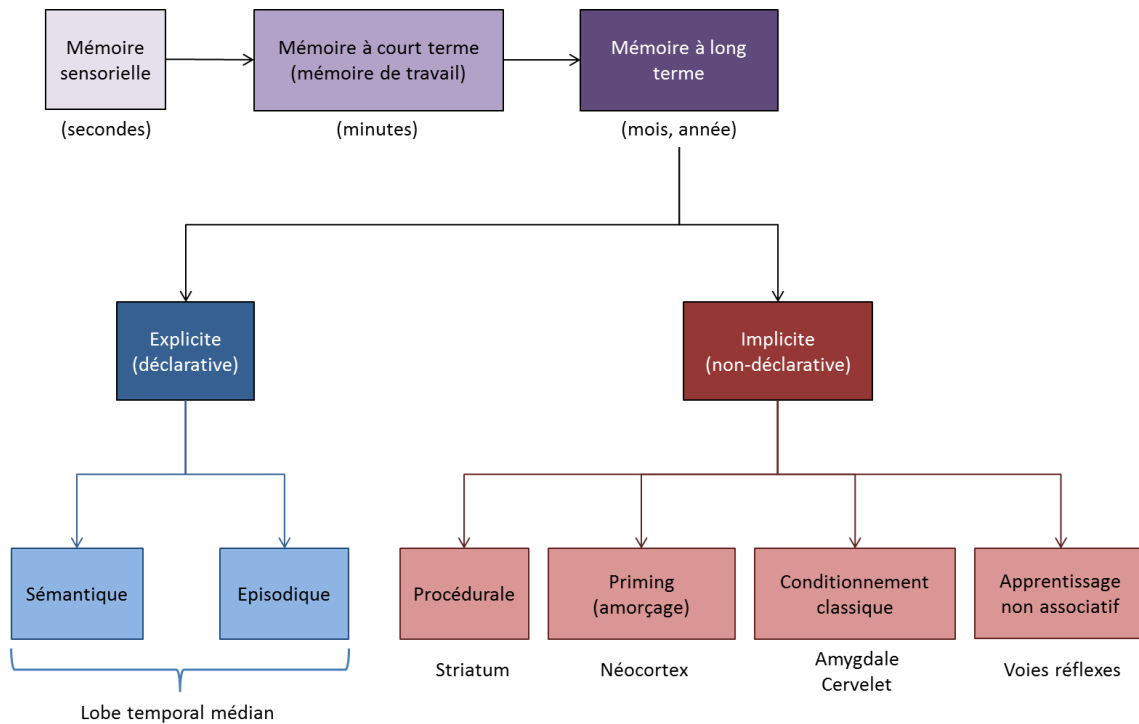 Mémoire
sensorielle
Mémoire à court terme
(mémoire de travail)
Mémoire à long
terme
(secondes)
(minutes)
(mois, année)
Explicite
(déclarative)
Implicite
(non-déclarative)
Sémantique
Episodique
Procédurale
Priming
(amorçage)
Conditionnement
classique
Apprentissage
non associatif
Striatum
Néocortex
Amygdale
Cervelet
Voies réflexes
Lobe temporal médian